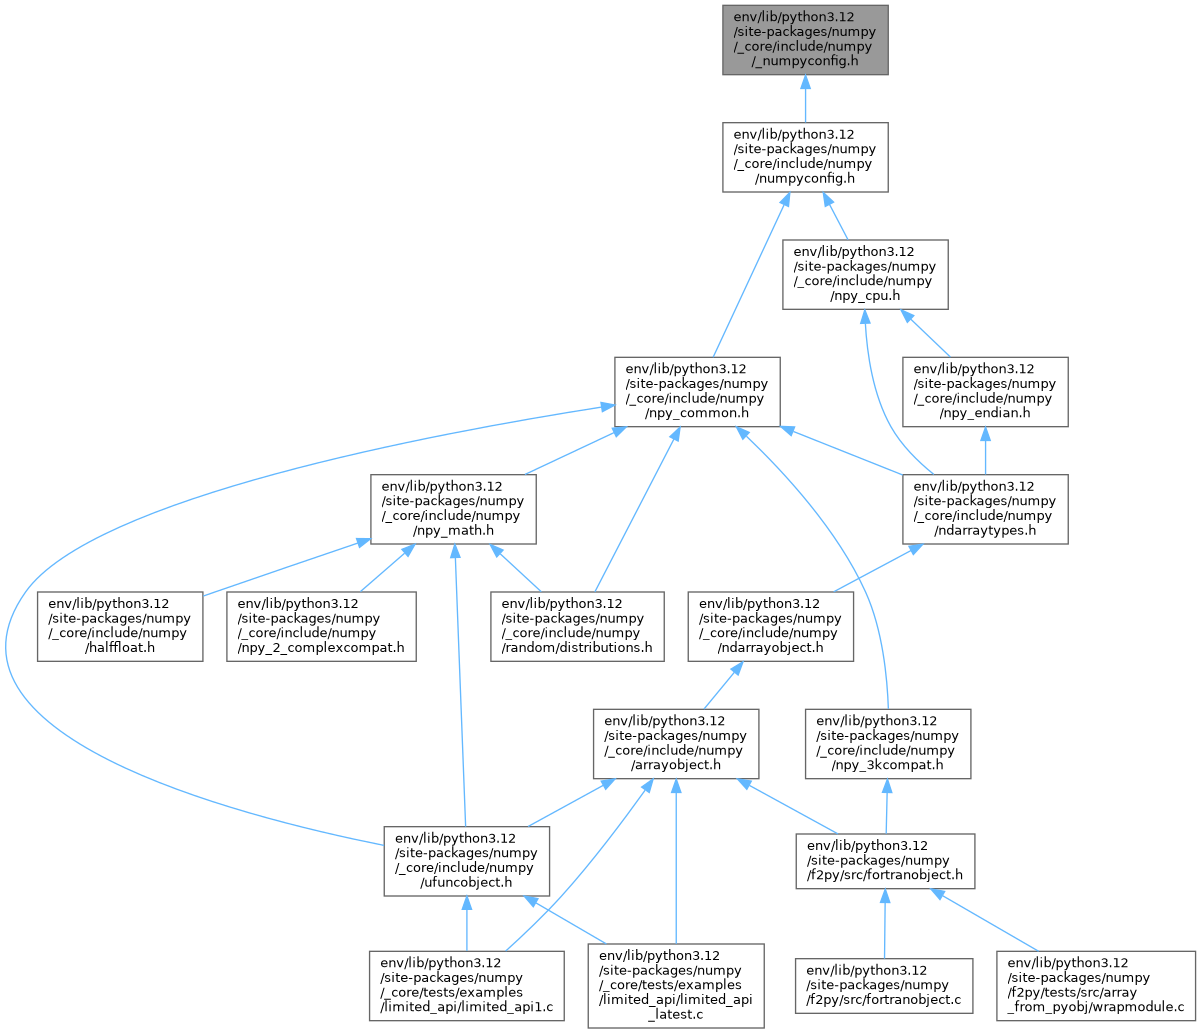 env/lib/python3.12
/site-packages/numpy
/_core/include/numpy
/_numpyconfig.h
env/lib/python3.12
/site-packages/numpy
/_core/include/numpy
/numpyconfig.h
env/lib/python3.12
/site-packages/numpy
/_core/include/numpy
/npy_cpu.h
env/lib/python3.12
/site-packages/numpy
/_core/include/numpy
/npy_common.h
env/lib/python3.12
/site-packages/numpy
/_core/include/numpy
/npy_endian.h
env/lib/python3.12
/site-packages/numpy
/_core/include/numpy
/npy_math.h
env/lib/python3.12
/site-packages/numpy
/_core/include/numpy
/ndarraytypes.h
env/lib/python3.12
/site-packages/numpy
/_core/include/numpy
/halffloat.h
env/lib/python3.12
/site-packages/numpy
/_core/include/numpy
/npy_2_complexcompat.h
env/lib/python3.12
/site-packages/numpy
/_core/include/numpy
/random/distributions.h
env/lib/python3.12
/site-packages/numpy
/_core/include/numpy
/ndarrayobject.h
env/lib/python3.12
/site-packages/numpy
/_core/include/numpy
/arrayobject.h
env/lib/python3.12
/site-packages/numpy
/_core/include/numpy
/npy_3kcompat.h
env/lib/python3.12
/site-packages/numpy
/_core/include/numpy
/ufuncobject.h
env/lib/python3.12
/site-packages/numpy
/f2py/src/fortranobject.h
env/lib/python3.12
/site-packages/numpy
/_core/tests/examples
/limited_api/limited_api1.c
env/lib/python3.12
/site-packages/numpy
/_core/tests/examples
/limited_api/limited_api
_latest.c
env/lib/python3.12
/site-packages/numpy
/f2py/src/fortranobject.c
env/lib/python3.12
/site-packages/numpy
/f2py/tests/src/array
_from_pyobj/wrapmodule.c